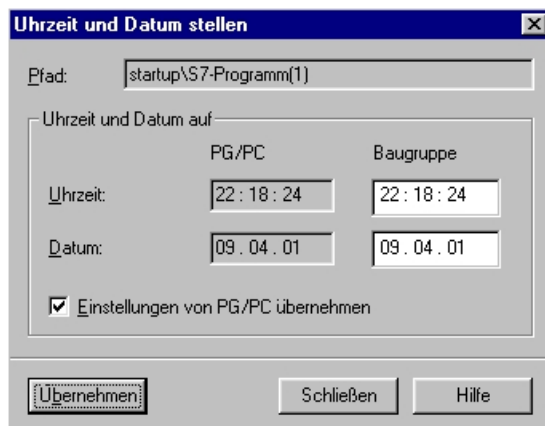 Uhrzeit und Datum stellen
Pfad: startup\S7-Programm(1)
Uhrzeit und Datum auf
PG/PC Baugruppe
Uhrzeit: 22 : 18 : 24 22 : 18 : 24
Datum: 09 . 04 . 01 09 . 04 . 01
Einstellungen von PG/PC übernehmen
Übernehmen Schließen Hilfe